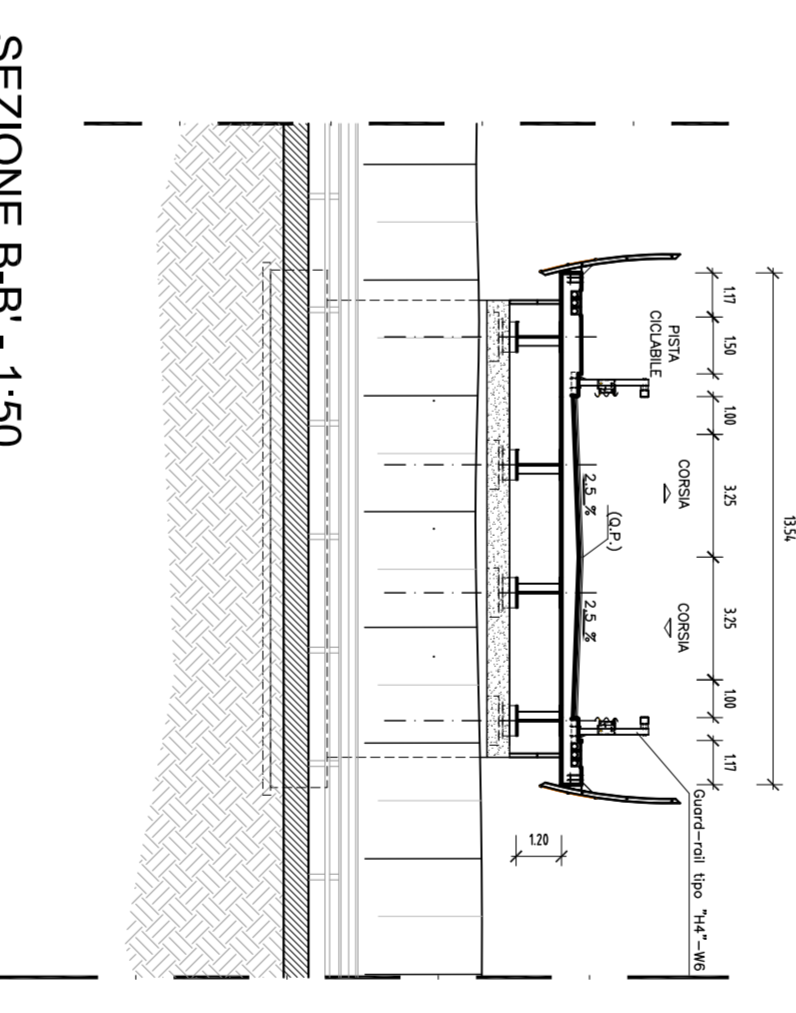 13.54
1.17
1.50
1.00
3.25
3.25
1.00
1.17
PISTA
CICLABILE
CORSIA
CORSIA
(Q.P.)
2,5 %
2,5 %
Guard-rail tipo "H4"-W6
1.20
SEZIONE B-B' - 1:50